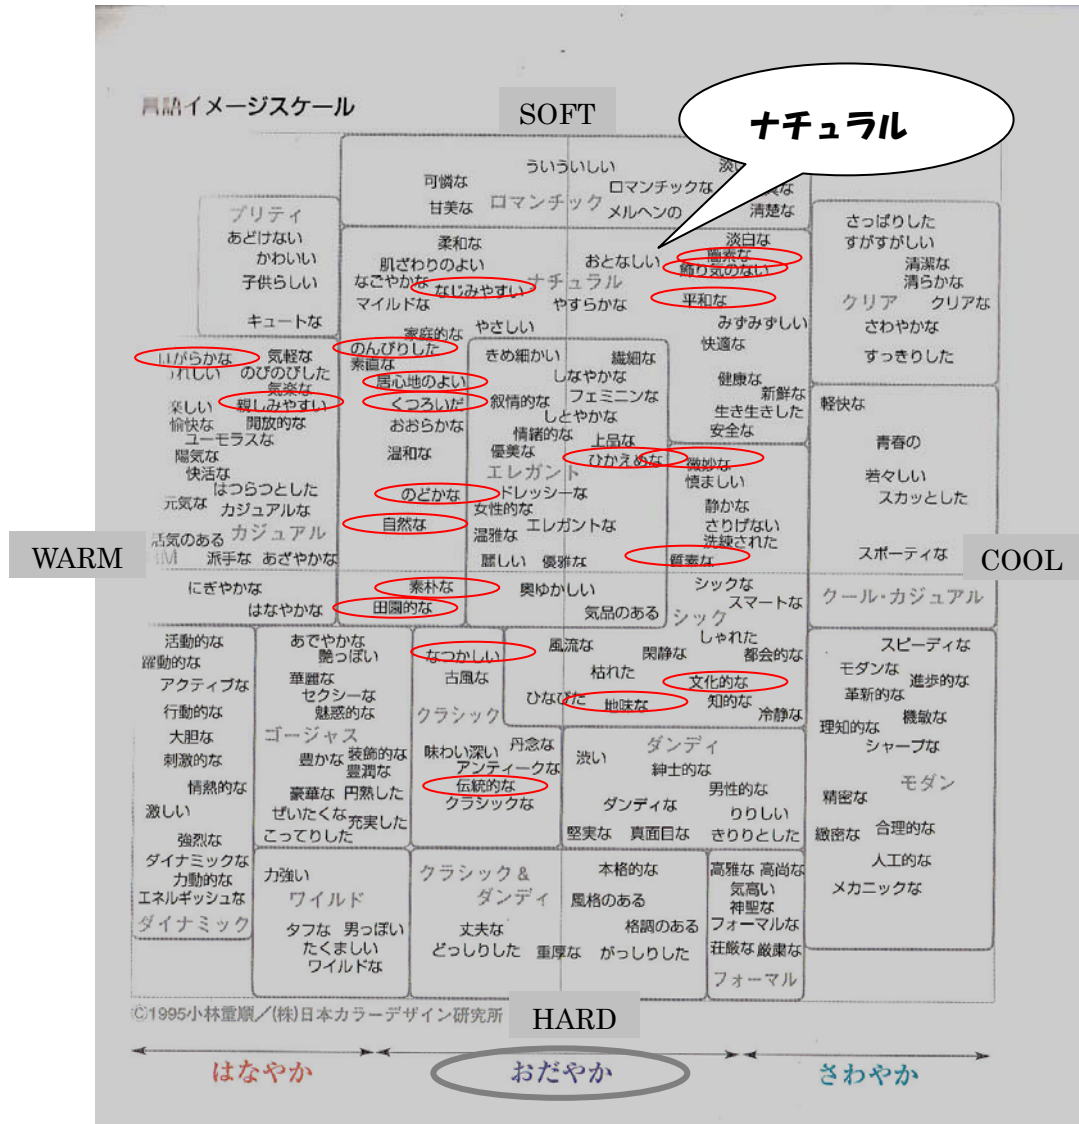 言語イメージスケール
SOFT
ナチュラル
ういういしい
可憐な
ロマンチックな
甘美な
ロマンチック
メルヘンの
清楚な
プリティ
あどけない
かわいい
子供らしい
キュートな
柔和な
淡白な
肌ざわりのよい
おとなしい
簡素な
飾り気のない
なごやかな
なじみやすい
ナチュラル
マイルドな
やすらかな
平和な
みずみずしい
家庭的な
やさしい
のんびりした
快適な
素直な
居心地のよい
健康な
くつろいだ
新鮮な
生き生きした
おおらかな
安全な
温和な
のどかな
自然な
素朴な
田園的な
さっぱりした
すがすがしい
清潔な
清らかな
クリア
クリアな
さわやかな
すっきりした
ほがらかな
気軽な
うれしい
のびのびした
気楽な
楽しい
親しみやすい
愉快な
開放的な
ユーモラスな
陽気な
快活な
はつらつとした
元気な
カジュアルな
活気のある
カジュアル
WARM
派手な
あざやかな
にぎやかな
はなやかな
きめ細かい
繊細な
しなやかな
叙情的な
フェミニンな
しとやかな
情緒的な
上品な
優美な
ひかえめな
エレガント
ドレッシーな
女性的な
エレガントな
温雅な
麗しい
優雅な
奥ゆかしい
気品のある
微妙な
慎ましい
静かな
さりげない
洗練された
質素な
シックな
スマートな
シック
しゃれた
風流な
閑静な
都会的な
枯れた
文化的な
ひなびた
地味な
知的な
冷静な
軽快な
青春の
若々しい
スカッとした
スポーティな
COOL
クール・カジュアル
活動的な
躍動的な
アクティブな
行動的な
大胆な
刺激的な
情熱的な
激しい
強烈な
ダイナミックな
力動的な
エネルギッシュな
ダイナミック
あでやかな
艶っぽい
華麗な
セクシーな
魅惑的な
ゴージャス
豊かな
装飾的な
豊潤な
豪華な
円熟した
ぜいたくな
充実した
こってりした
なつかしい
古風な
クラシック
味わい深い
丹念な
アンティークな
伝統的な
クラシックな
ダンディ
渋い
紳士的な
男性的な
ダンディな
りりしい
堅実な
真面目な
きりりとした
スピーディな
モダンな
進歩的な
革新的な
機敏な
理知的な
シャープな
モダン
精密な
合理的な
緻密な
人工的な
メカニックな
力強い
ワイルド
タフな
男っぽい
たくましい
ワイルドな
クラシック&
ダンディ
本格的な
風格のある
丈夫な
格調のある
どっしりした
重厚な
がっしりした
高雅な
高尚な
気高い
神聖な
フォーマルな
荘厳な
厳粛な
フォーマル
©1995小林重順/(株)日本カラーデザイン研究所
HARD
はなやか
おだやか
さわやか